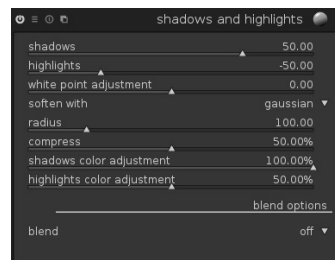 shadows and highlights
shadows 50.00
highlights -50.00
white point adjustment 0.00
soften with gaussian
radius 100.00
compress 50.00%
shadows color adjustment 100.00%
highlights color adjustment 50.00%
blend options
blend off